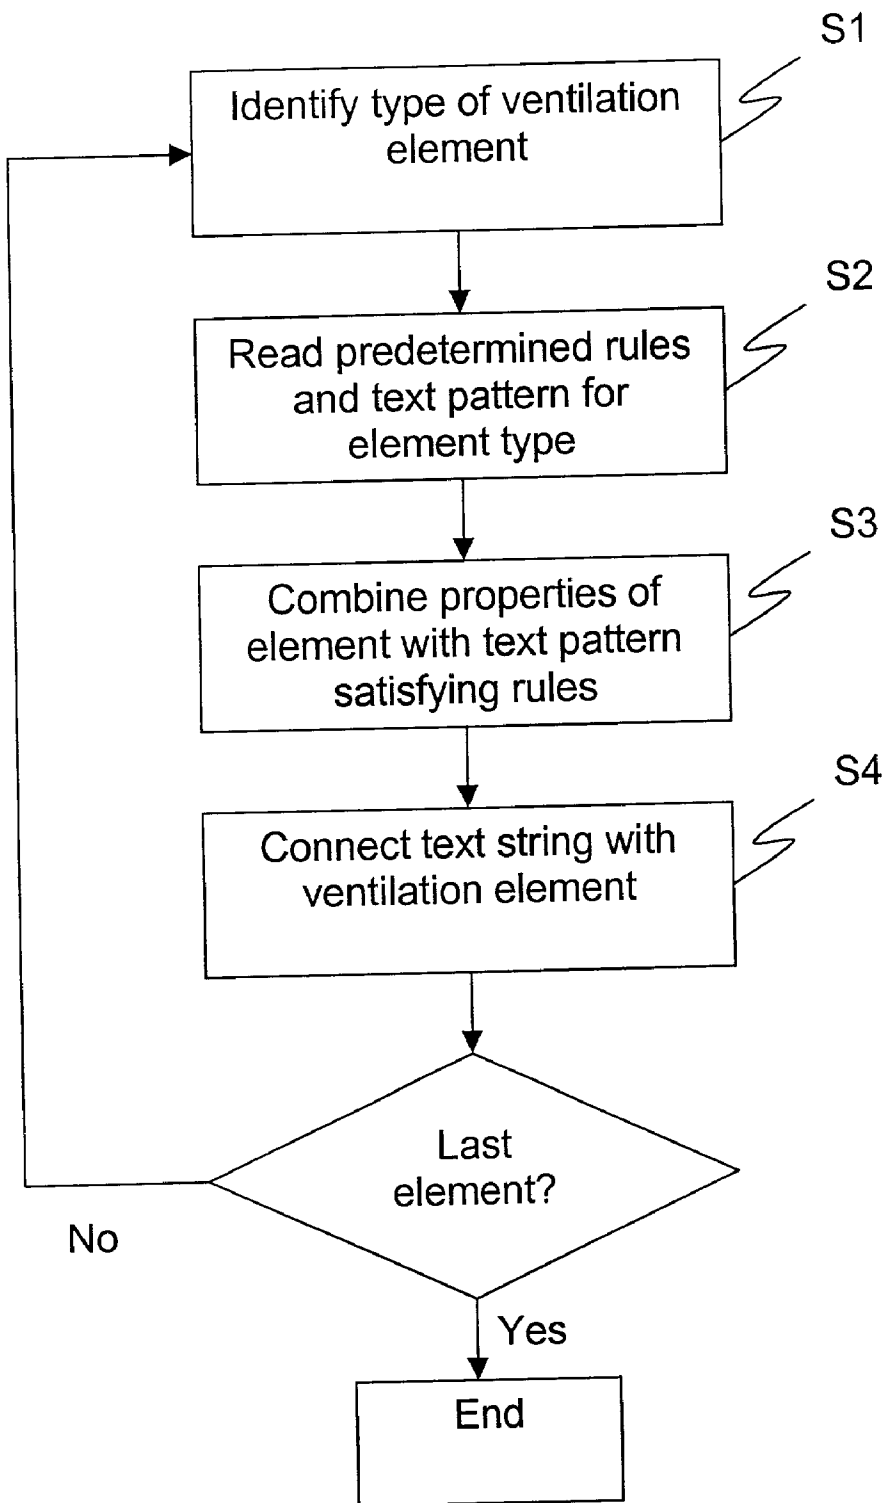 S1
Identify type of ventilation
element
S2
Read predetermined rules
and text pattern for
element type
S3
Combine properties of
element with text pattern
satisfying rules
S4
Connect text string with
ventilation element
Last
element?
No
Yes
End